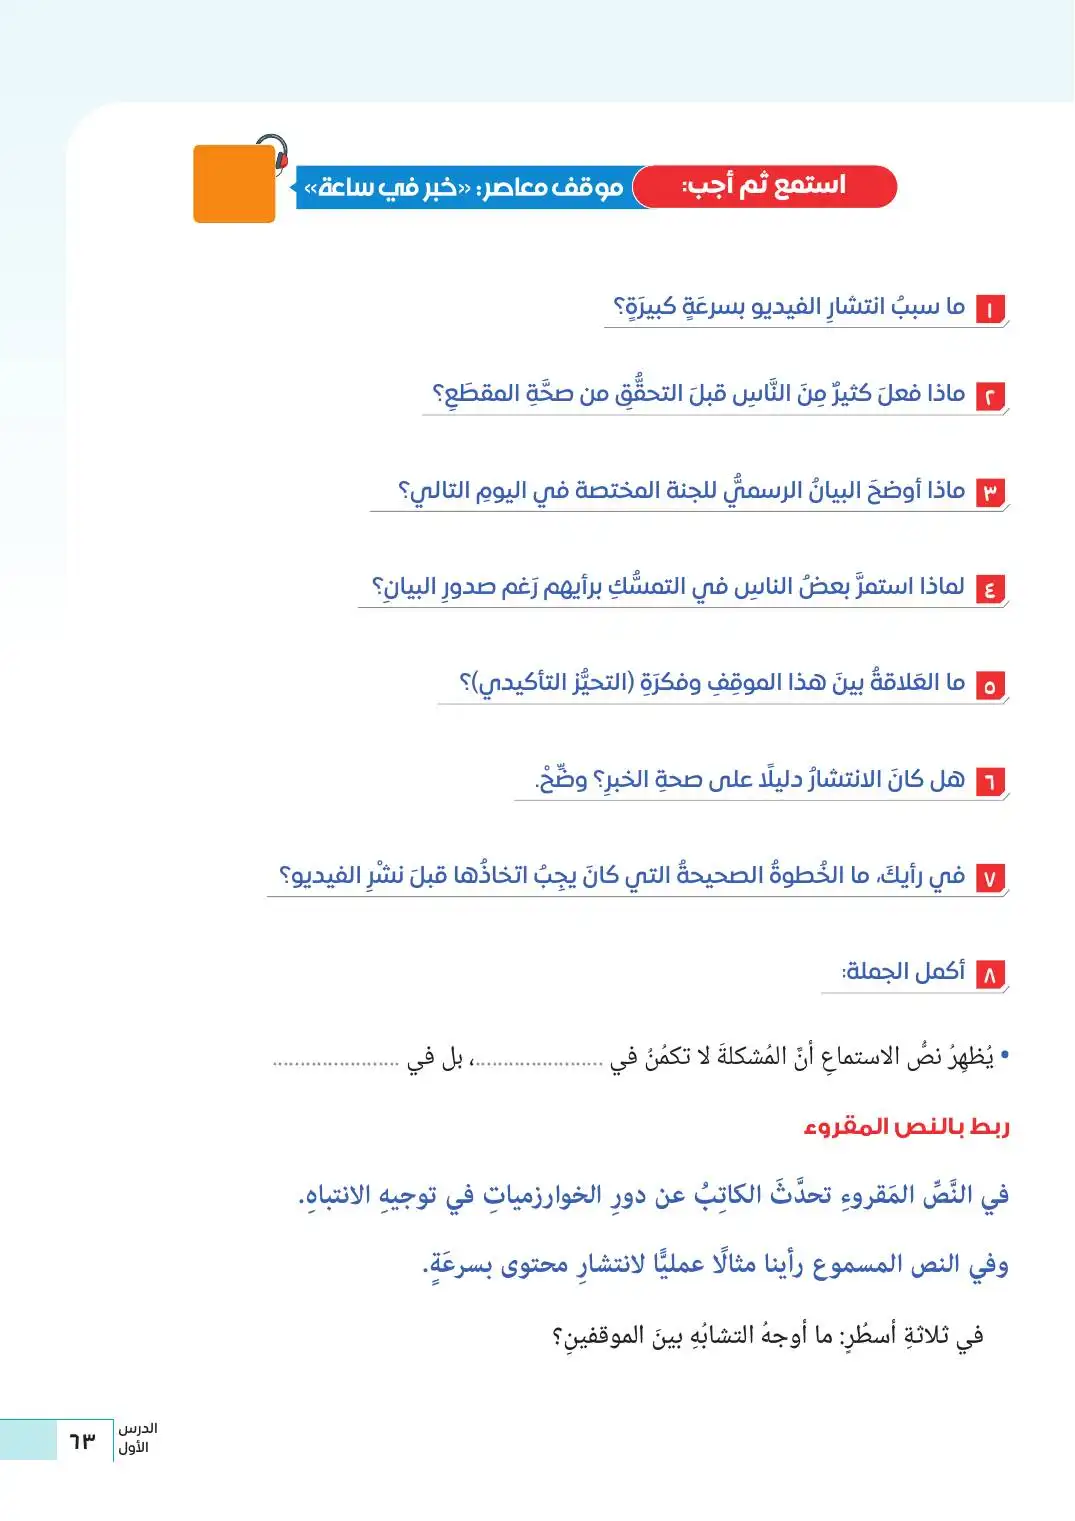 استمع ثم أجب:
موقف معاصر: «خبر في ساعة»
١ ما سببُ انتشارِ الفيديو بسرعَةٍ كبيرَةٍ؟
٢ ماذا فعلَ كثيرٌ مِنَ النَّاسِ قبلَ التحقُّقِ من صحَّةِ المقطَعِ؟
٣ ماذا أوضحَ البيانُ الرسميُّ للجنة المختصة في اليومِ التالي؟
٤ لماذا استمرَّ بعضُ الناسِ في التمسُّكِ برأيهم رَغم صدورِ البيانِ؟
٥ ما العَلاقةُ بينَ هذا الموقِفِ وفكرَةِ (التحيُّز التأكيدي)؟
٦ هل كانَ الانتشارُ دليلًا على صحةِ الخبرِ؟ وضِّحْ.
٧ في رأيكَ، ما الخُطوةُ الصحيحةُ التي كانَ يجِبُ اتخاذُها قبلَ نشْرِ الفيديو؟
٨ أكمل الجملة:
• يُظهِرُ نصُّ الاستماعِ أنَّ المُشكلةَ لا تكمُنُ في ......................، بل في ......................
ربط بالنص المقروء
في النَّصِّ المَقروءِ تحدَّثَ الكاتِبُ عن دورِ الخوارزمياتِ في توجيهِ الانتباهِ.
وفي النص المسموع رأينا مثالًا عمليًّا لانتشارِ محتوى بسرعَةٍ.
في ثلاثةِ أسطُرٍ: ما أوجهُ التشابُهِ بينَ الموقفينِ؟
الدرس
الأول
٦٣